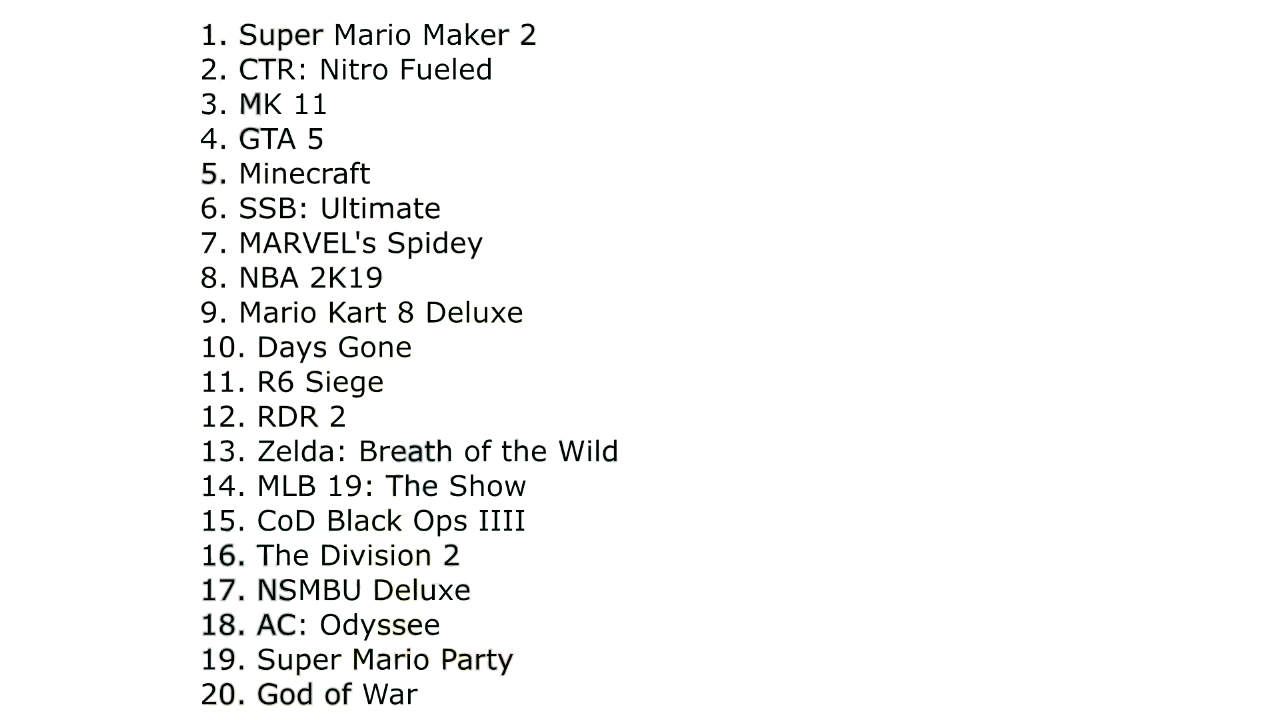 1. Super Mario Maker 2
2. CTR: Nitro Fueled
3. MK 11
4. GTA 5
5. Minecraft
6. SSB: Ultimate
7. MARVEL's Spidey
8. NBA 2K19
9. Mario Kart 8 Deluxe
10. Days Gone
11. R6 Siege
12. RDR 2
13. Zelda: Breath of the Wild
14. MLB 19: The Show
15. CoD Black Ops IIII
16. The Division 2
17. NSMBU Deluxe
18. AC: Odyssee
19. Super Mario Party
20. God of War